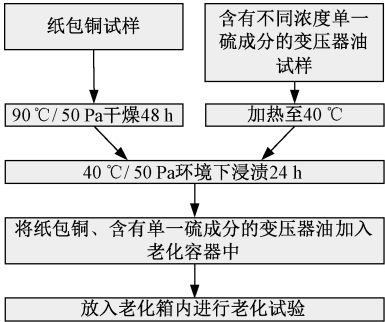 纸包铜试样
含有不同浓度单一
硫成分的变压器油
试样
90 ℃/ 50 Pa干燥48 h
加热至40 ℃
40 ℃/ 50 Pa环境下浸渍24 h
将纸包铜、含有单一硫成分的变压器油加入
老化容器中
放入老化箱内进行老化试验